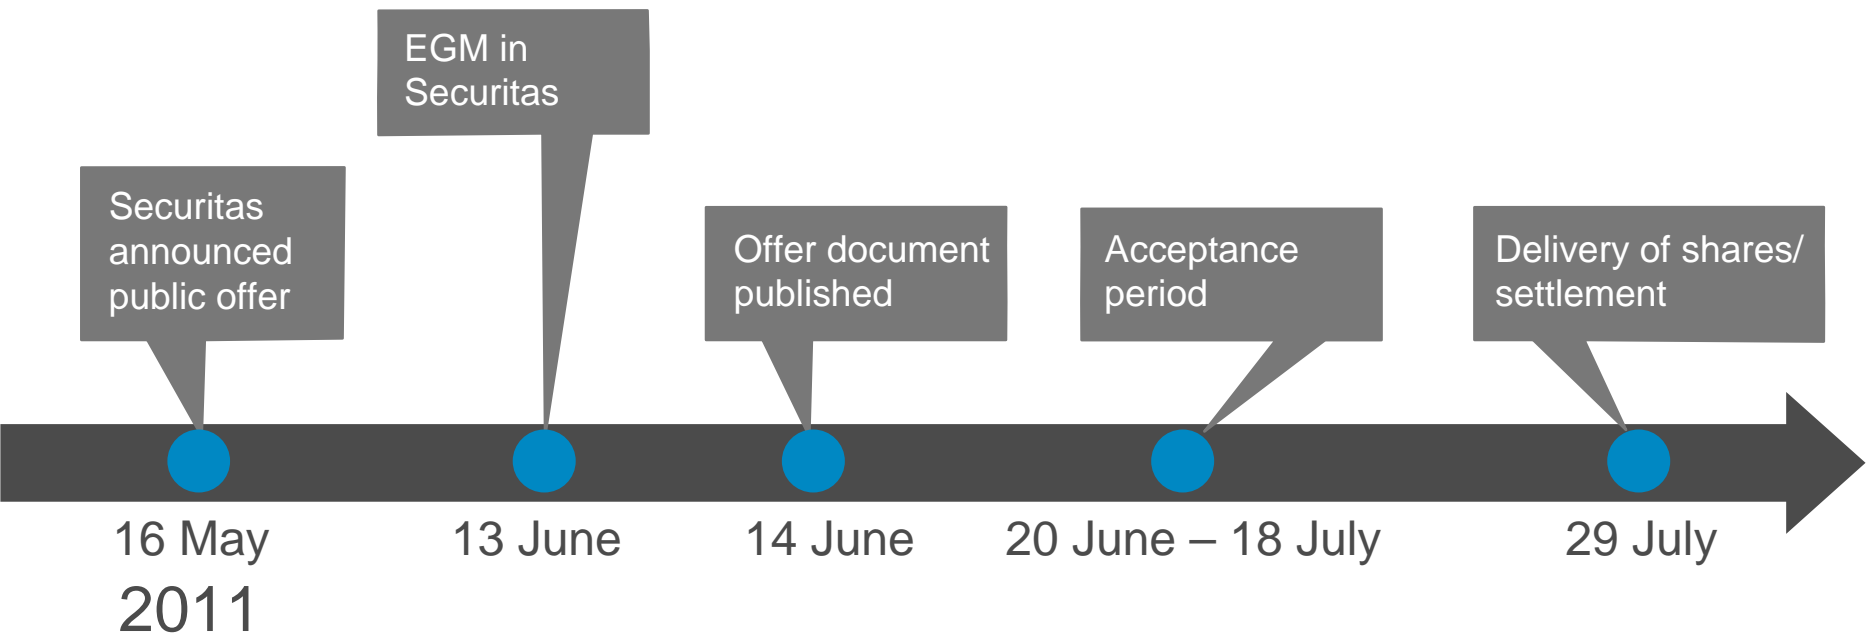 EGM in
Securitas
Securitas
announced
public offer
Offer document
published
Acceptance
period
Delivery of shares/
settlement
16 May
13 June
14 June
20 June – 18 July
29 July
2011